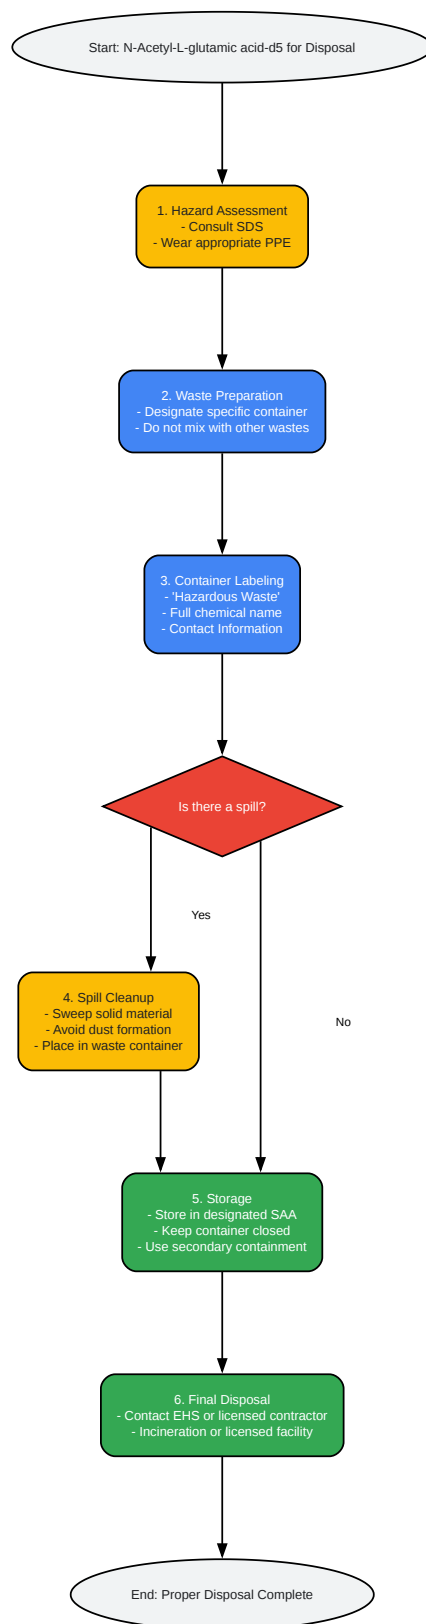 Start: N-Acetyl-L-glutamic acid-d5 for Disposal
1. Hazard Assessment
- Consult SDS
- Wear appropriate PPE
2. Waste Preparation
- Designate specific container
- Do not mix with other wastes
3. Container Labeling
- 'Hazardous Waste'
- Full chemical name
- Contact Information
Is there a spill?
Yes
4. Spill Cleanup
- Sweep solid material
- Avoid dust formation
- Place in waste container
No
5. Storage
- Store in designated SAA
- Keep container closed
- Use secondary containment
6. Final Disposal
- Contact EHS or licensed contractor
- Incineration or licensed facility
End: Proper Disposal Complete